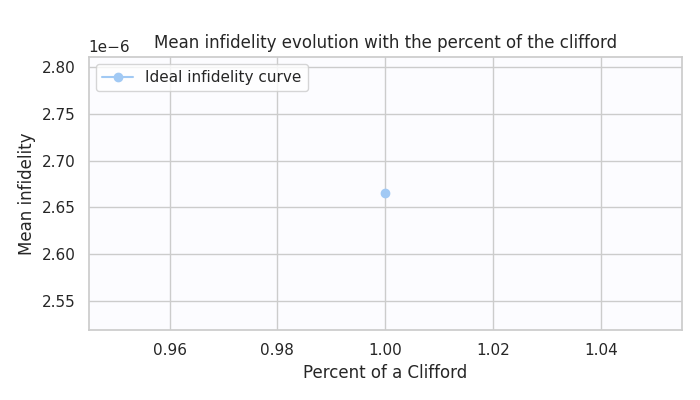 Mean infidelity evolution with the percent of the clifford
1e−6
Ideal infidelity curve
2.80
2.75
2.70
2.65
2.60
2.55
Mean infidelity
0.96 0.98 1.00 1.02 1.04
Percent of a Clifford